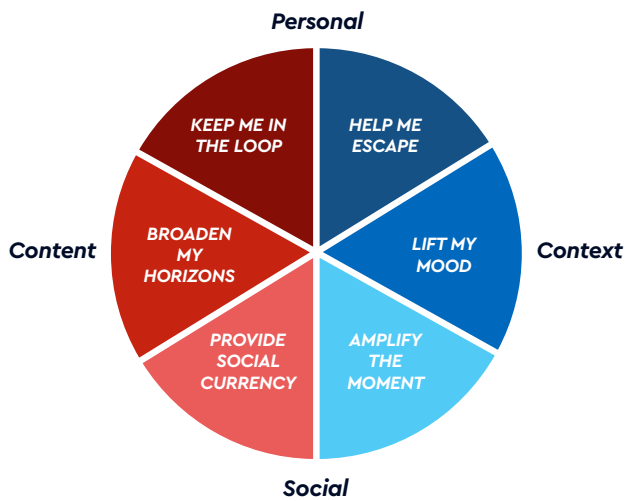 Personal
KEEP ME IN
THE LOOP
HELP ME
ESCAPE
Content
BROADEN
MY
HORIZONS
LIFT MY
MOOD
Context
PROVIDE
SOCIAL
CURRENCY
AMPLIFY
THE
MOMENT
Social